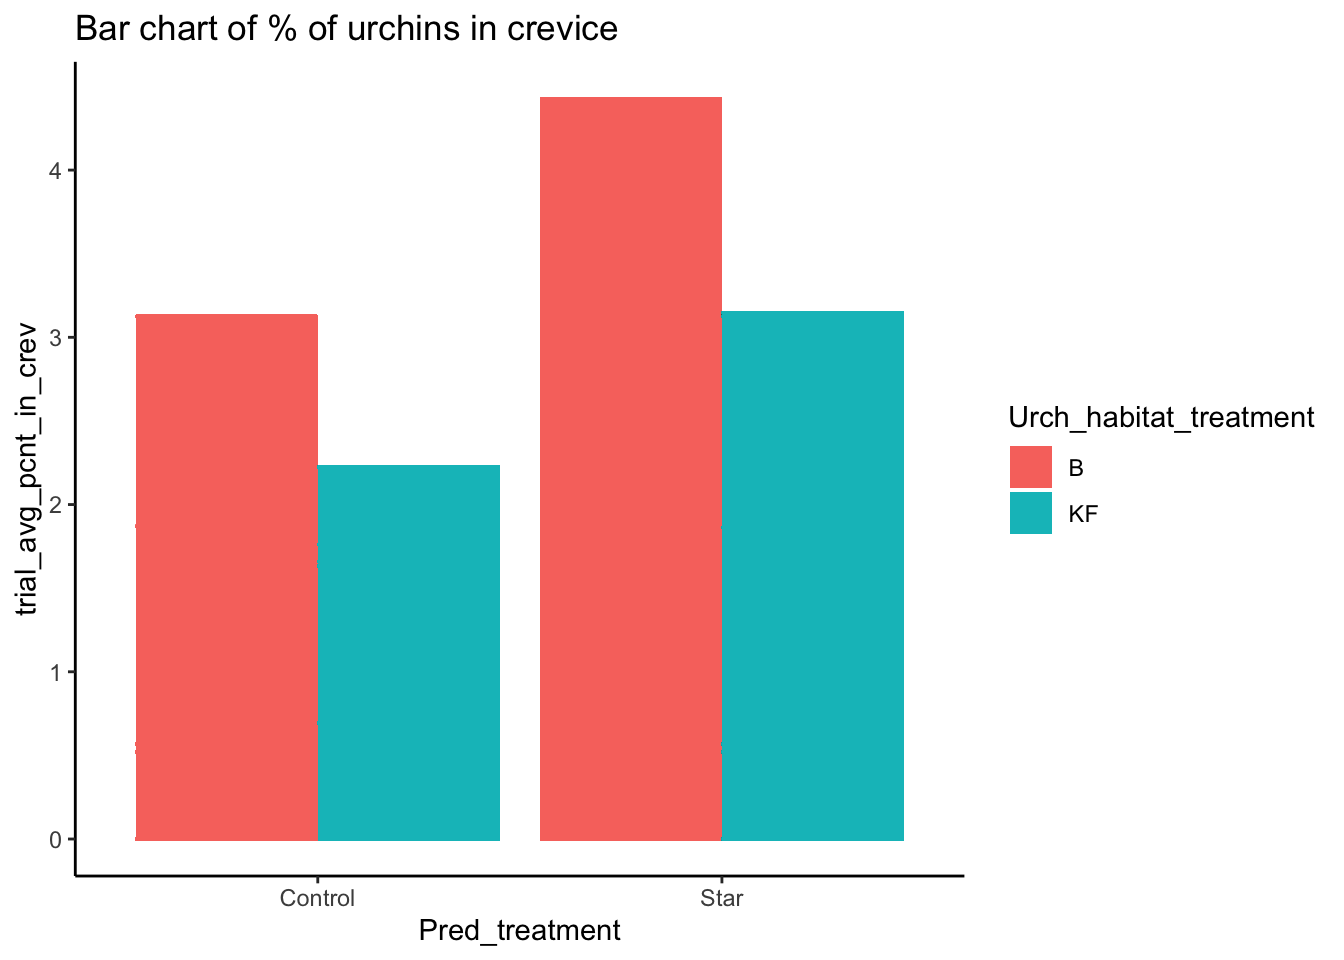 Bar chart of % of urchins in crevice
trial_avg_pcnt_in_crev
4
3
2
1
0
Control
Star
Pred_treatment
Urch_habitat_treatment
B
KF